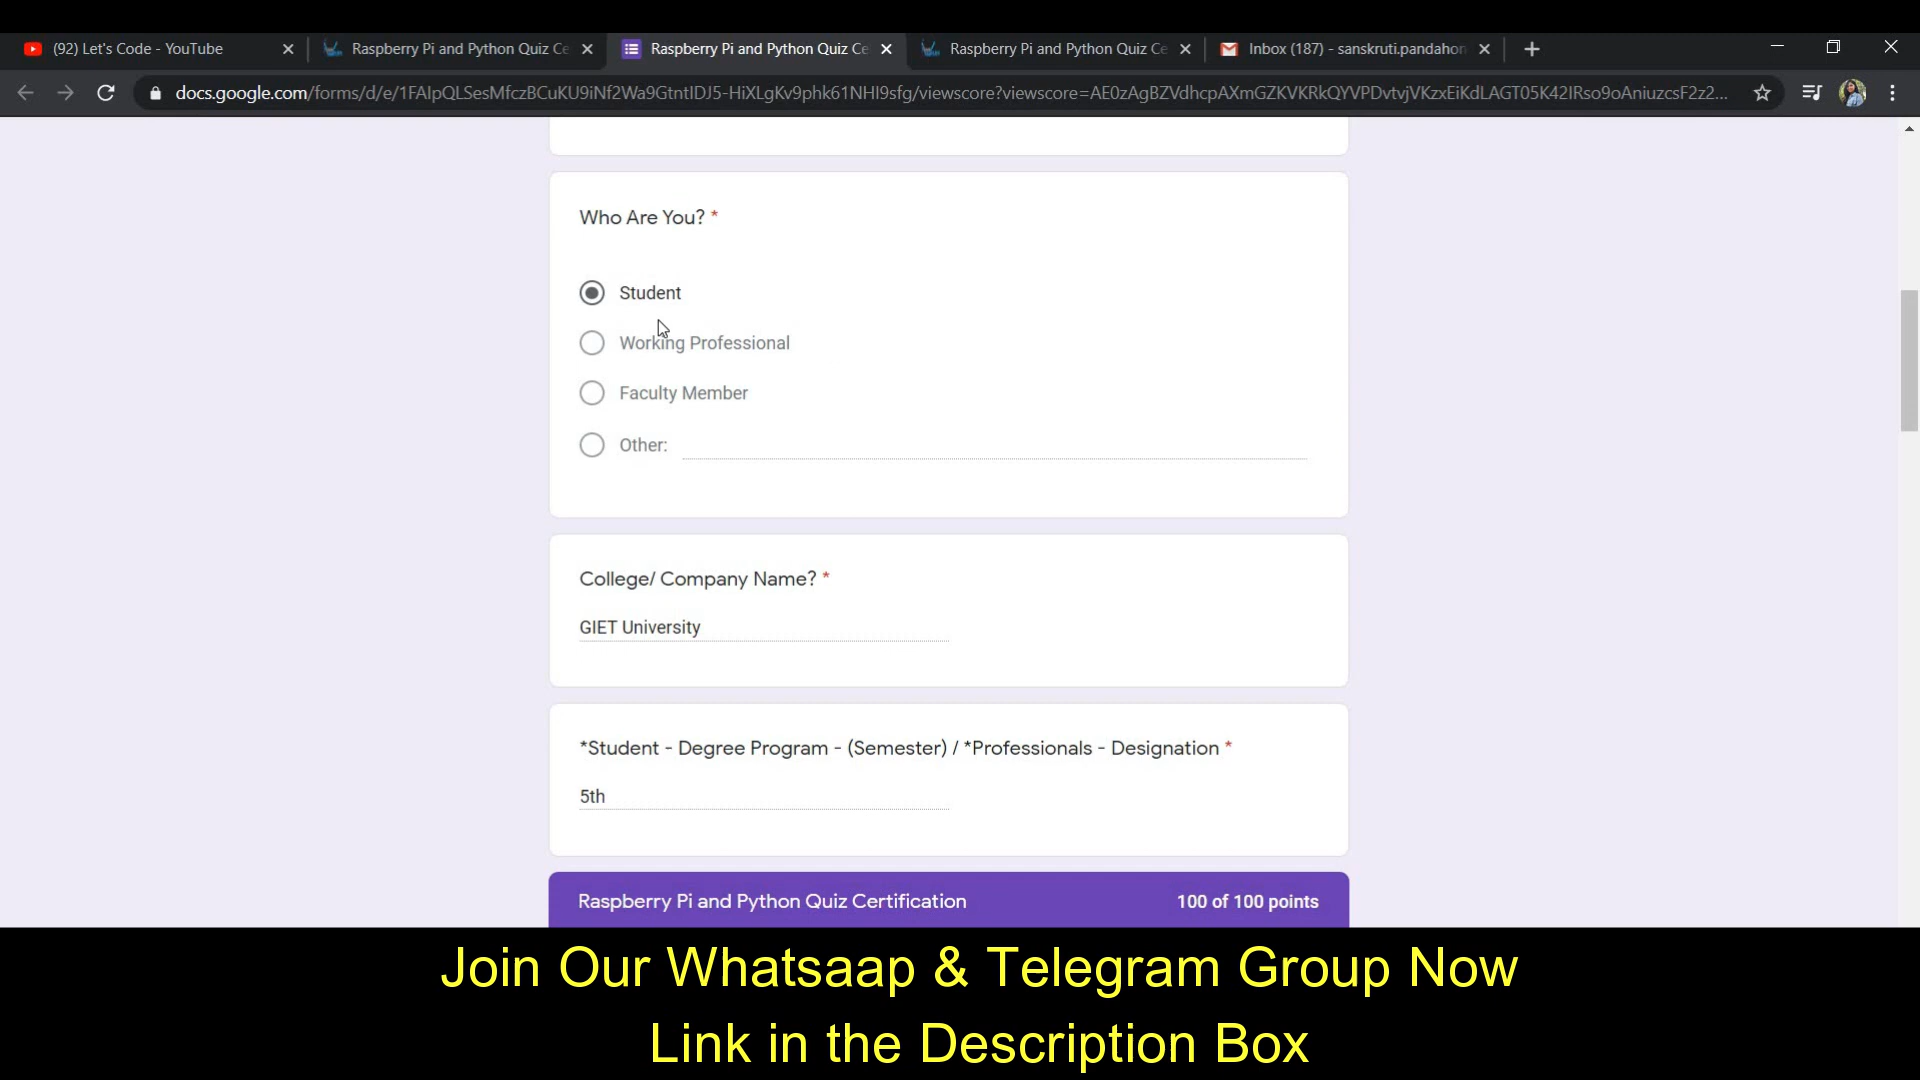 (92) Let's Code - YouTube
Raspberry Pi and Python Quiz Ce
Raspberry Pi and Python Quiz Ce
Raspberry Pi and Python Quiz Ce
Inbox (187) - sanskruti.pandahon
docs.google.com/forms/d/e/1FAIpQLSesMfczBCuKU9iNf2Wa9GtntIDJ5-HiXLgKv9phk61NHI9sfg/viewscore?viewscore=AE0zAgBZVdhcpAXmGZKVKRkQYVPDvtvjVKzxEiKdLAGT05K42IRso9oAniuzcsF2z2...
Who Are You? *
Student
Working Professional
Faculty Member
Other:
College/ Company Name? *
GIET University
*Student - Degree Program - (Semester) / *Professionals - Designation *
5th
Raspberry Pi and Python Quiz Certification
100 of 100 points
Join Our Whatsaap & Telegram Group Now
Link in the Description Box